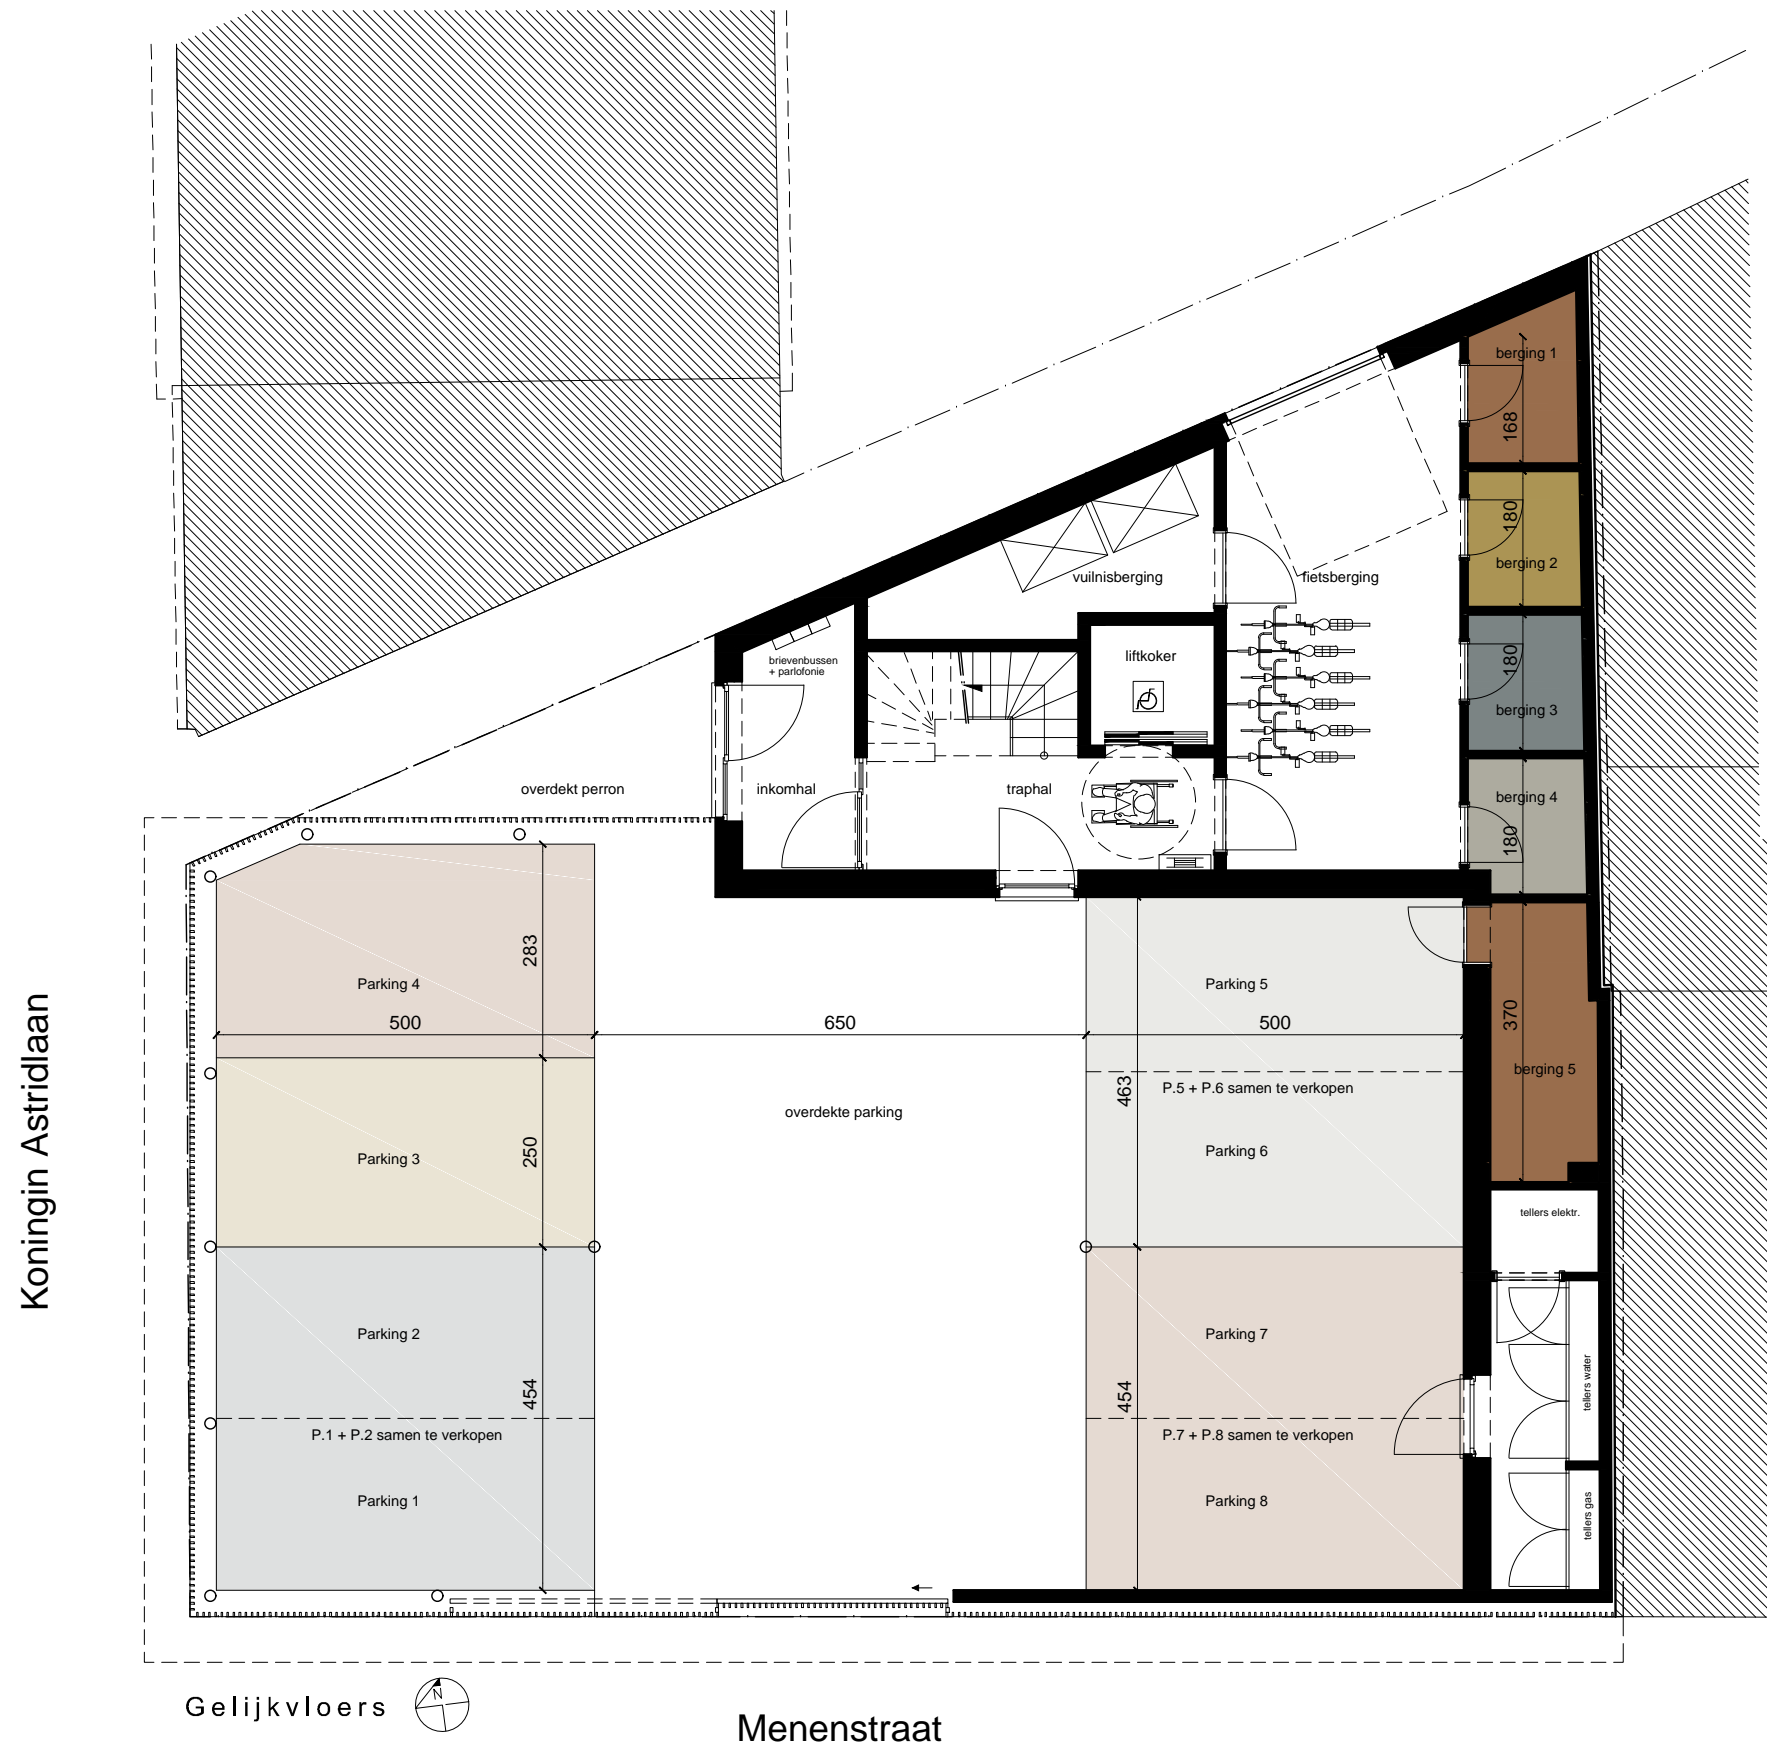 berging 1
168
180
berging 2
vuilnisberging
fietsberging
180
berging 3
brievenbussen
+ parlofonie
liftkoker
overdekt perron
inkomhal
traphal
berging 4
180
283
Parking 4
Parking 5
500
650
500
370
berging 5
463
P.5 + P.6 samen te verkopen
overdekte parking
250
Parking 3
Parking 6
tellers elektr.
Parking 2
Parking 7
454
454
tellers water
P.1 + P.2 samen te verkopen
P.7 + P.8 samen te verkopen
Parking 1
Parking 8
tellers gas
Koningin Astridlaan
Gelijkvloers
N
Menenstraat